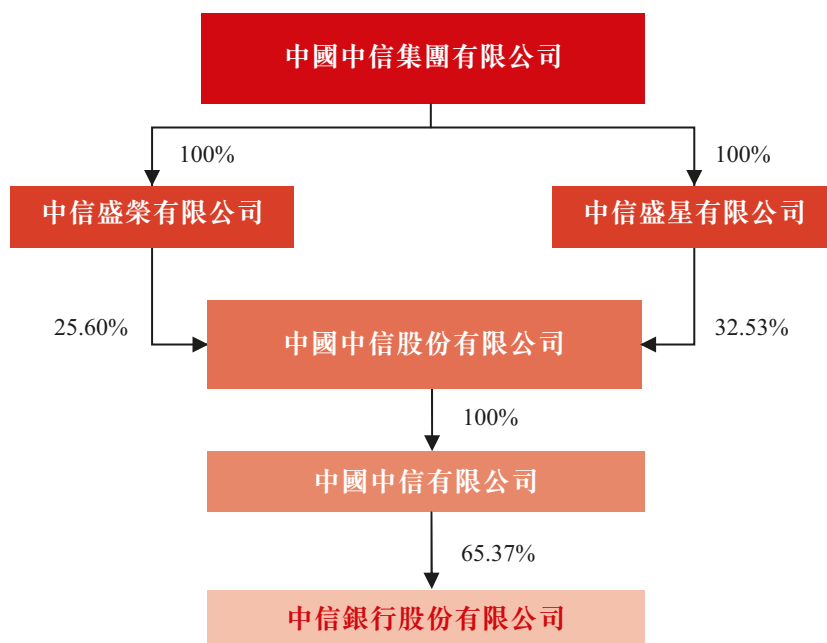 中國中信集團有限公司
100%
100%
中信盛榮有限公司
中信盛星有限公司
25.60%
32.53%
中國中信股份有限公司
100%
中國中信有限公司
65.37%
中信銀行股份有限公司